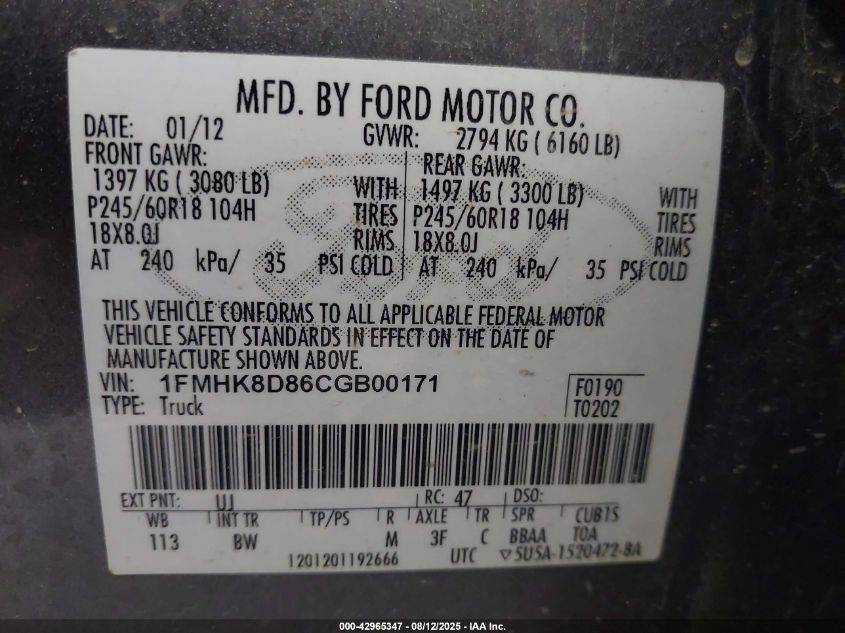 MFD. BY FORD MOTOR CO.
DATE: 01/12 GVWR: 2794 KG ( 6160 LB)
FRONT GAWR: REAR GAWR:
1397 KG ( 3080 LB) WITH 1497 KG ( 3300 LB) WITH
P245/60R18 104H TIRES P245/60R18 104H TIRES
18X8.0J RIMS 18X8.0J RIMS
AT 240 kPa/ 35 PSI COLD AT 240 kPa/ 35 PSI COLD
Ford
THIS VEHICLE CONFORMS TO ALL APPLICABLE FEDERAL MOTOR
VEHICLE SAFETY STANDARDS IN EFFECT ON THE DATE OF
MANUFACTURE SHOWN ABOVE.
VIN: 1FMHK8D86CGB00171 F0190
TYPE: Truck T0202
EXT PNT: UJ RC: 47 DSO:
WB INT TR TP/PS R AXLE TR SPR CUB1S
113 BW M 3F C BBAA TOA
1201201192666 UTC ▽5U5A-1520472-BA
000-42965347 - 08/12/2025 - IAA Inc.